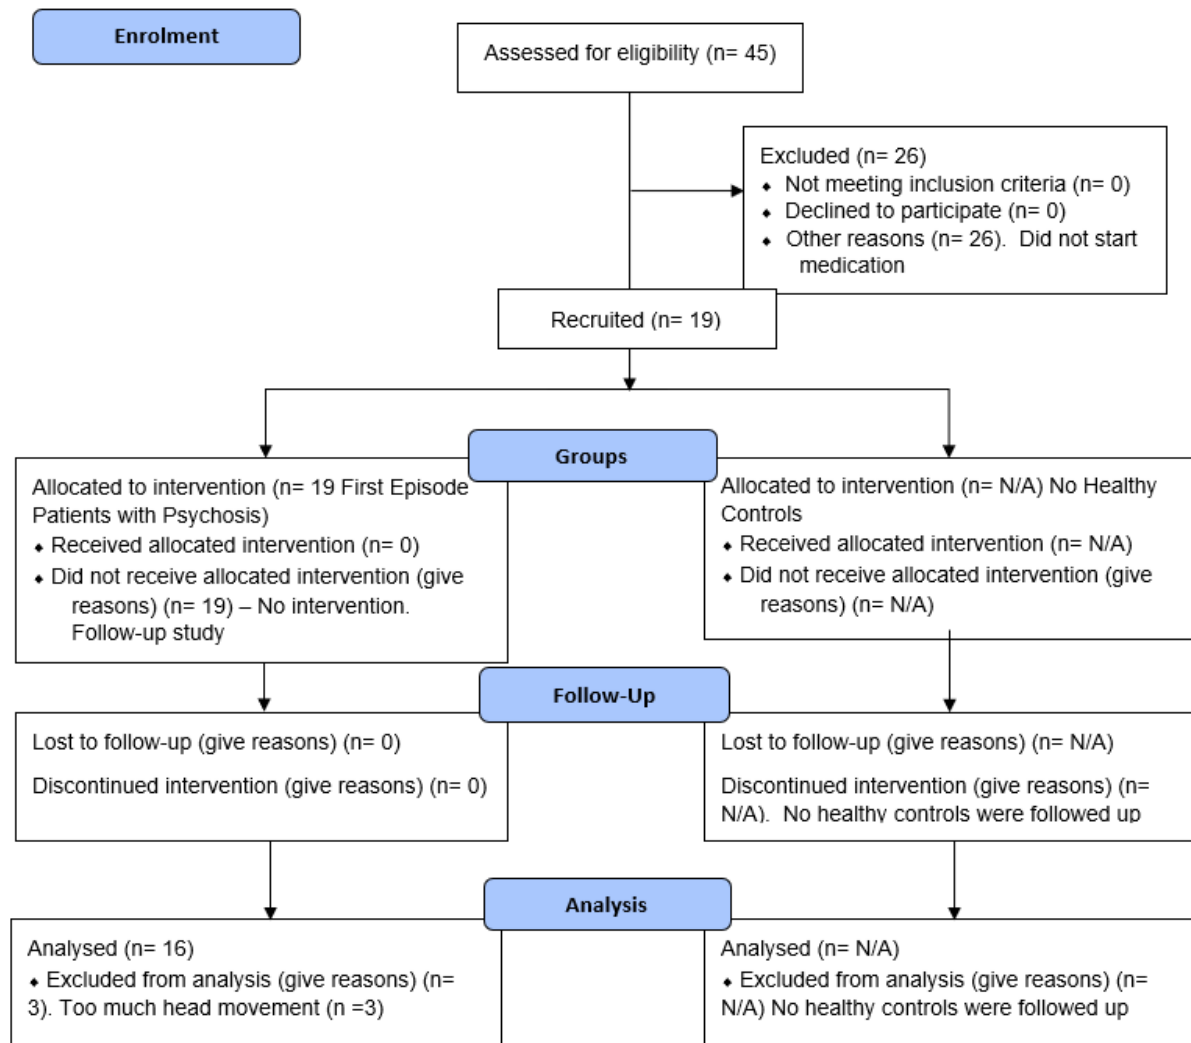 Enrolment
Assessed for eligibility (n= 45)
Excluded (n= 26)
⬥ Not meeting inclusion criteria (n= 0)
⬥ Declined to participate (n= 0)
⬥ Other reasons (n= 26).  Did not start
medication
Recruited (n= 19)
Groups
Allocated to intervention (n= 19 First Episode
Patients with Psychosis)
⬥ Received allocated intervention (n= 0)
⬥ Did not receive allocated intervention (give
reasons) (n= 19) – No intervention.
Follow-up study
Allocated to intervention (n= N/A) No Healthy
Controls
⬥ Received allocated intervention (n= N/A)
⬥ Did not receive allocated intervention (give
reasons) (n= N/A)
Follow-Up
Lost to follow-up (give reasons) (n= 0)
Discontinued intervention (give reasons) (n= 0)
Lost to follow-up (give reasons) (n= N/A)
Discontinued intervention (give reasons) (n=
N/A).  No healthy controls were followed up
Analysis
Analysed (n= 16)
⬥ Excluded from analysis (give reasons) (n=
3). Too much head movement (n =3)
Analysed (n= N/A)
⬥ Excluded from analysis (give reasons) (n=
N/A) No healthy controls were followed up